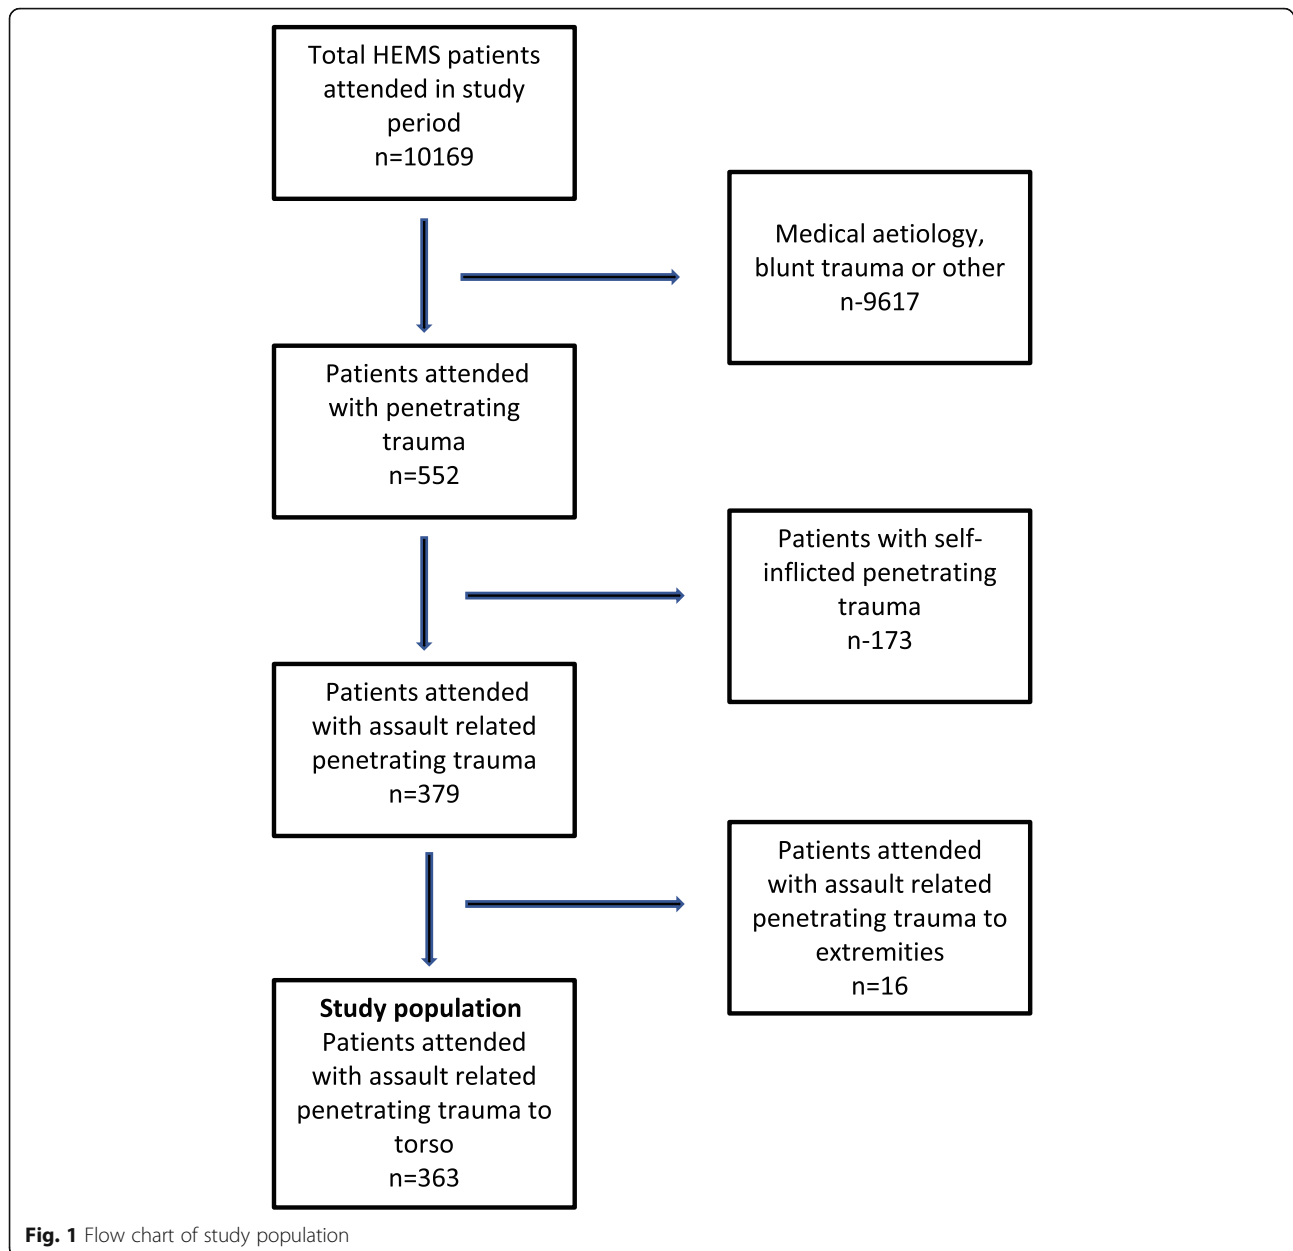 Total HEMS patients
attended in study
period
n=10169
Medical aetiology,
blunt trauma or other
n-9617
Patients attended
with penetrating
trauma
n=552
Patients with self-
inflicted penetrating
trauma
n-173
Patients attended
with assault related
penetrating trauma
n=379
Patients attended
with assault related
penetrating trauma to
extremities
n=16
Study population
Patients attended
with assault related
penetrating trauma to
torso
n=363
Fig. 1 Flow chart of study population